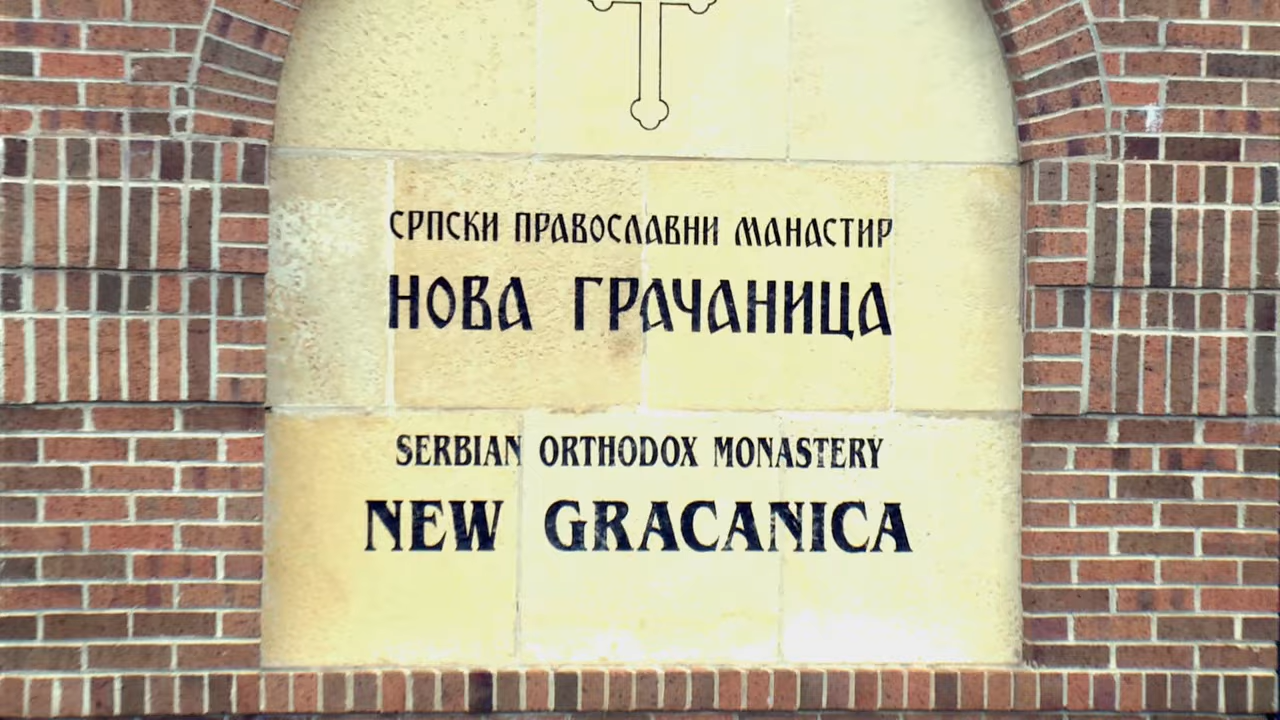 СРПСКИ ПРАВОСЛАВНИ МАНАСТИР
НОВА ГРАЧАНИЦА
SERBIAN ORTHODOX MONASTERY
NEW GRACANICA